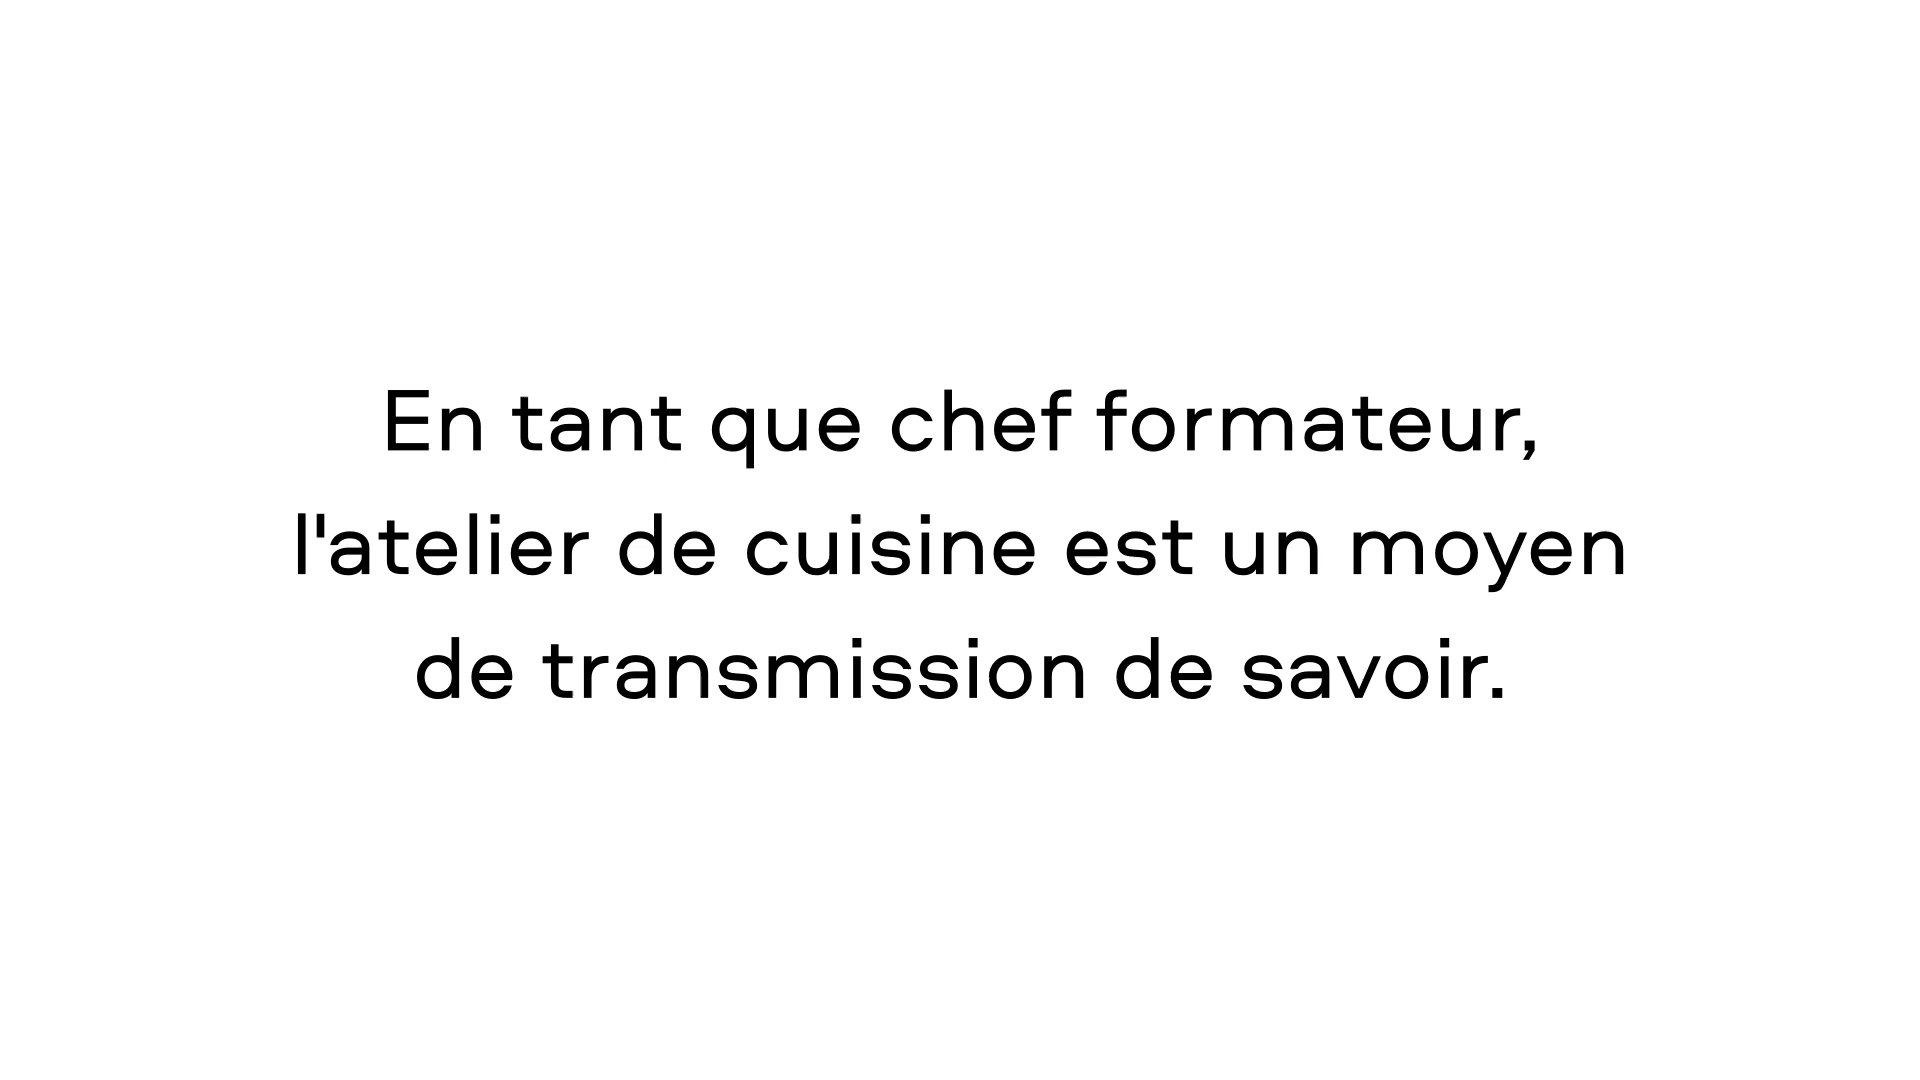 En tant que chef formateur,
l'atelier de cuisine est un moyen
de transmission de savoir.